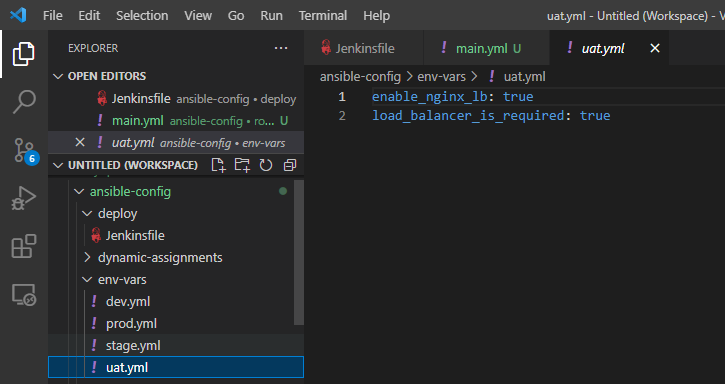 File Edit Selection View Go Run Terminal Help uat.yml - Untitled (Workspace) - V
EXPLORER ···
Jenkinsfile main.yml U uat.yml
OPEN EDITORS
Jenkinsfile ansible-config • deploy
main.yml ansible-config • ro... U
uat.yml ansible-config • env-vars
UNTITLED (WORKSPACE)
ansible-config
deploy
Jenkinsfile
dynamic-assignments
env-vars
dev.yml
prod.yml
stage.yml
uat.yml
6
ansible-config > env-vars > ! uat.yml
1 enable_nginx_lb: true
2 load_balancer_is_required: true